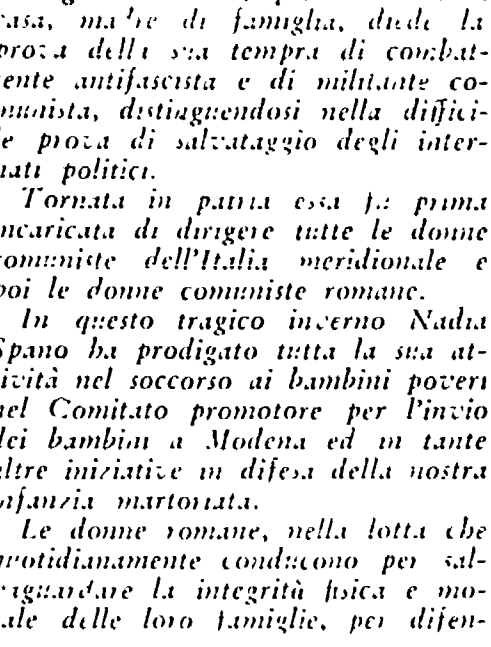 casa, madre di famiglia, diede la
prova della sua tempra di combat-
tente antifascista e di militante co-
munista, distinguendosi nella diffici-
le prova di salvataggio degli inter-
nati politici.
Tornata in patria essa fu prima
incaricata di dirigere tutte le donne
comuniste dell'Italia meridionale e
poi le donne comuniste romane.
In questo tragico inverno Nadia
Spano ha prodigato tutta la sua at-
tività nel soccorso ai bambini poveri
nel Comitato promotore per l'invio
dei bambini a Modena ed in tante
altre iniziative in difesa della nostra
infanzia martoriata.
Le donne romane, nella lotta che
quotidianamente conducono per sal-
vaguardare la integrità fisica e mo-
rale delle loro famiglie, per difen-